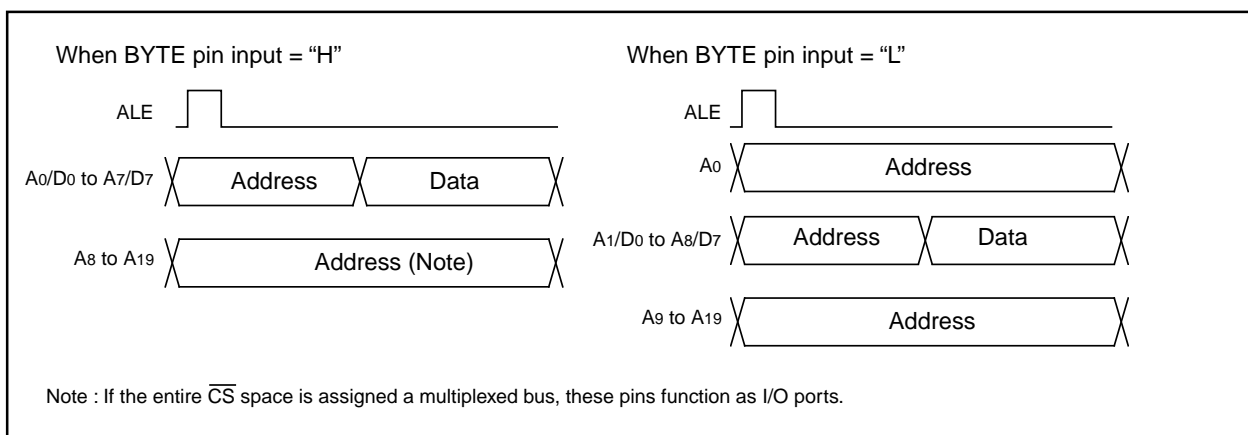 When BYTE pin input = “H”
ALE
A0/D0 to A7/D7
Address
Data
A8 to A19
Address (Note)
When BYTE pin input = “L”
ALE
A0
Address
A1/D0 to A8/D7
Address
Data
A9 to A19
Address
Note : If the entire C̅S̅ space is assigned a multiplexed bus, these pins function as I/O ports.